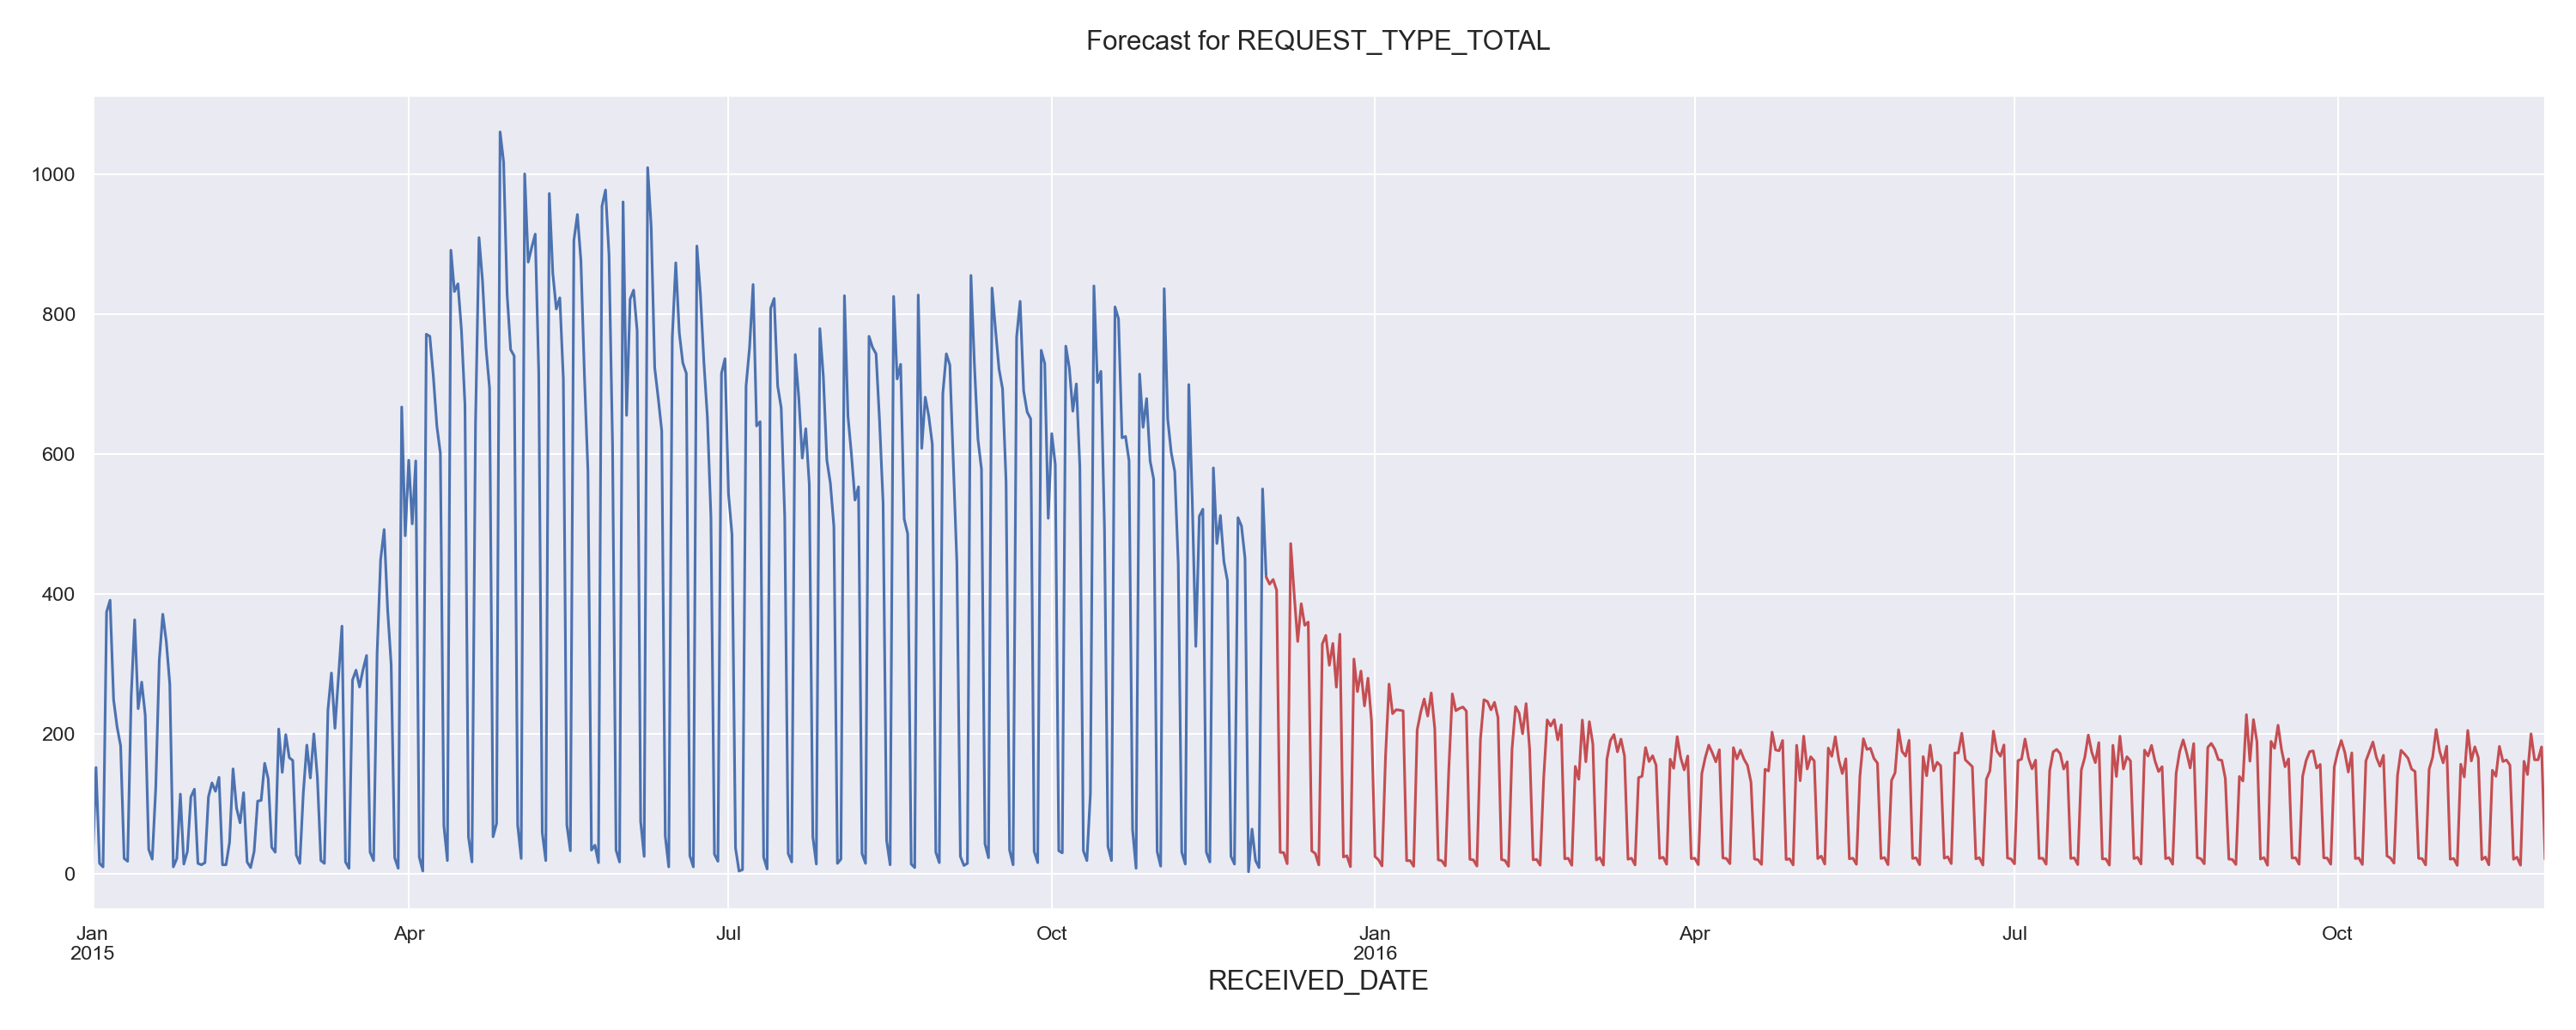 Forecast for REQUEST_TYPE_TOTAL
1000
800
600
400
200
0
Jan Apr Jul Oct Jan Apr Jul Oct
2015 2016
RECEIVED_DATE